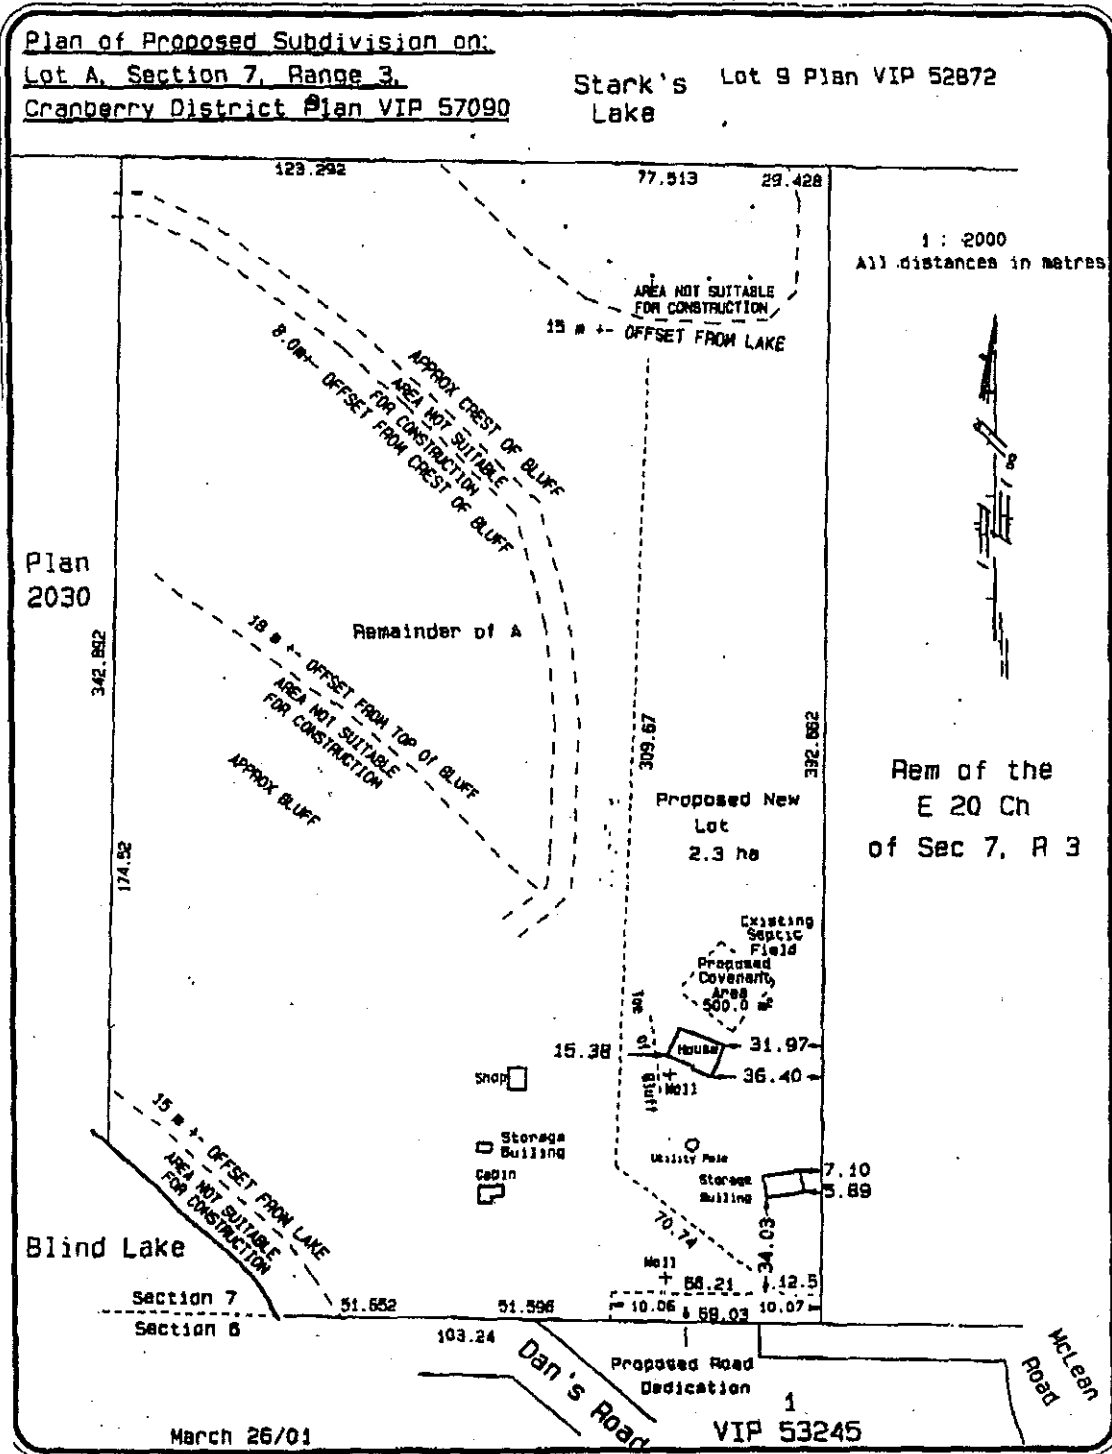 Plan of Proposed Subdivision on:
Lot A, Section 7, Range 3,
Cranberry District Plan VIP 57090
Stark's
Lake
Lot 9 Plan VIP 52872
123.292
77.513
29.428
1 : 2000
All distances in metres
AREA NOT SUITABLE
FOR CONSTRUCTION
15 m +- OFFSET FROM LAKE
APPROX CREST OF BLUFF
AREA NOT SUITABLE
FOR CONSTRUCTION
8.0m+- OFFSET FROM CREST OF BLUFF
Plan
2030
342.892
Remainder of A
18 m +- OFFSET FROM TOP Of BLUFF
AREA NOT SUITABLE
FOR CONSTRUCTION
APPROX BLUFF
174.52
309.67
392.662
Proposed New
Lot
2.3 ha
Rem of the
E 20 Ch
of Sec 7, R 3
Existing
Septic
Field
Proposed
Covenant
Area
500.0 m²
Toe of Bluff
15.38
House
31.97
36.40
Well
Shop
Storage
Builing
Cabin
Utility Pole
Storage
Builing
7.10
5.89
34.03
70.74
15 m +- OFFSET FROM LAKE
AREA NOT SUITABLE
FOR CONSTRUCTION
Blind Lake
Well
12.5
Section 7
Section 6
51.652
51.596
10.06
10.07
103.24
Dan's Road
Proposed Road
Dedication
McLean
Road
1
VIP 53245
March 26/01